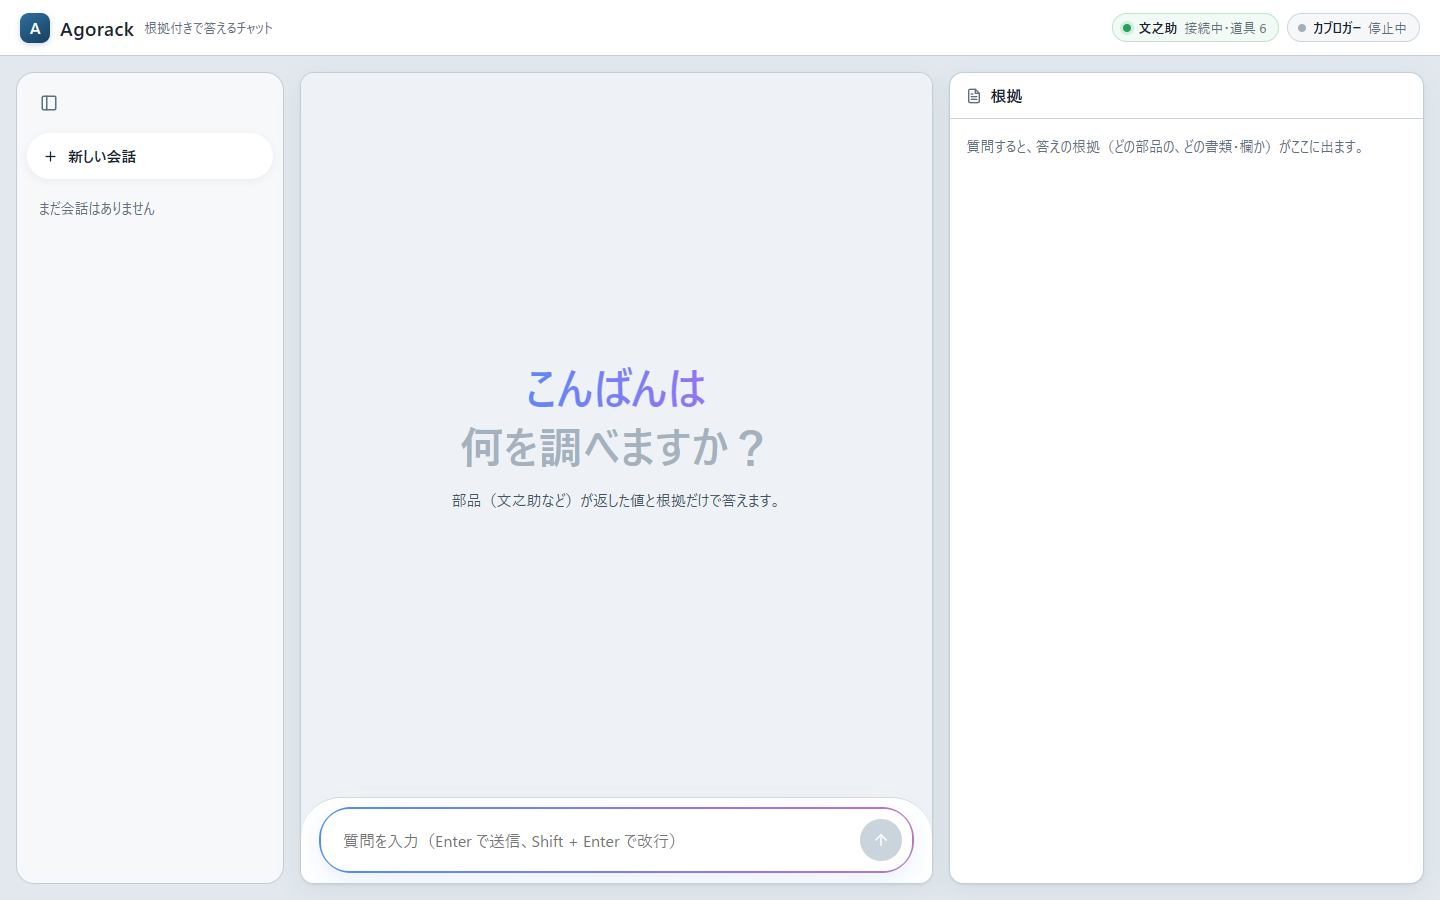 A Agorack 根拠付きで答えるチャット
文之助 接続中・道具 6
カブロガー 停止中
新しい会話
まだ会話はありません
こんばんは
何を調べますか？
部品（文之助など）が返した値と根拠だけで答えます。
質問を入力（Enter で送信、Shift + Enter で改行）
根拠
質問すると、答えの根拠（どの部品の、どの書類・欄か）がここに出ます。